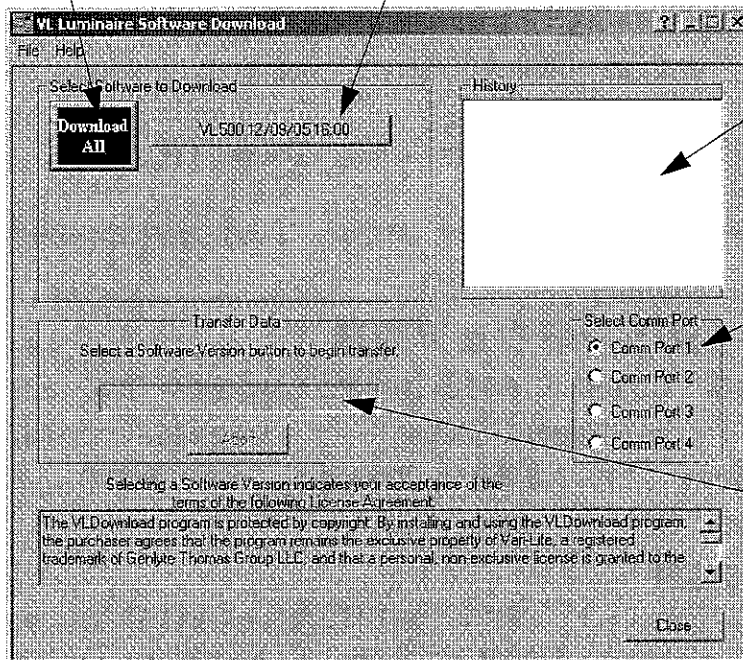 VL Luminaire Software Download
File Help
Select Software to Download
Download
All
VL500 12/09/05 16:00
History
Transfer Data
Select a Software Version button to begin transfer.
Abort
Select Comm Port
Comm Port 1
Comm Port 2
Comm Port 3
Comm Port 4
Selecting a Software Version indicates your acceptance of the
terms of the following License Agreement.
The VLDownload program is protected by copyright. By installing and using the VLDownload program,
the purchaser agrees that the program remains the exclusive property of Vari-Lite, a registered
trademark of Genlyte Thomas Group LLC, and that a personal, non-exclusive license is granted to the
Close